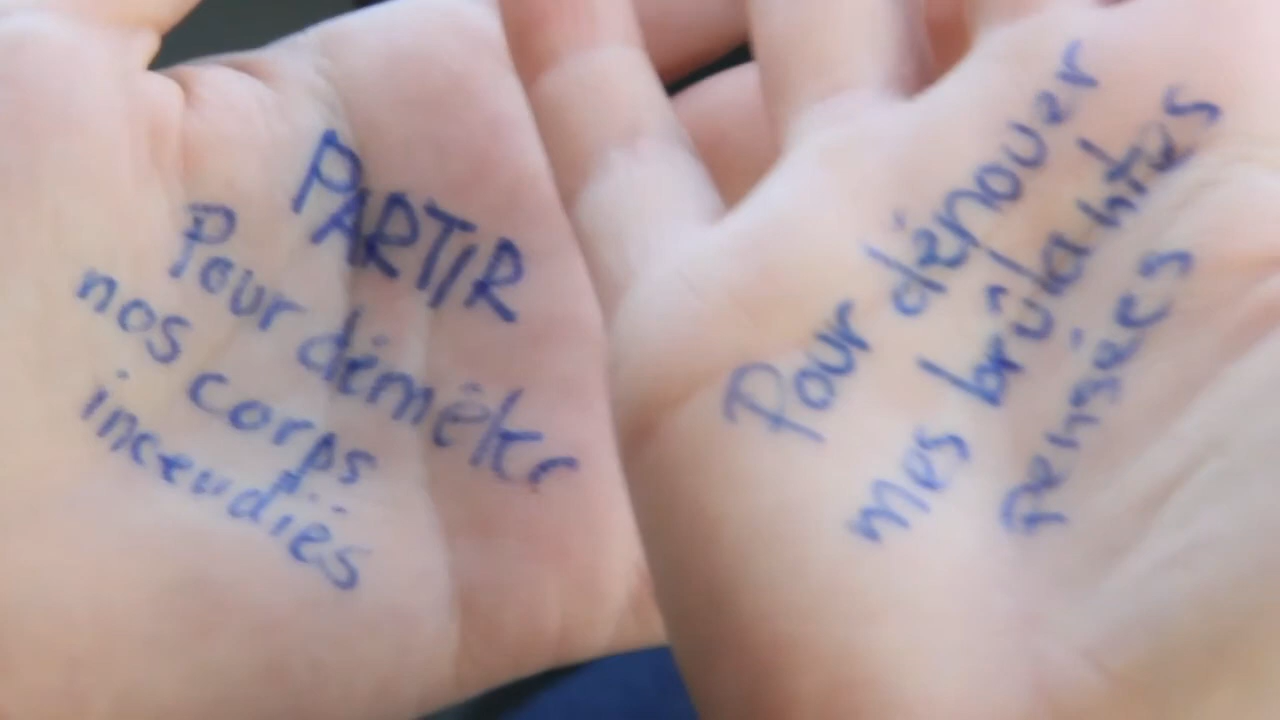 PARTIR
Pour démêler
nos corps
incendiés
Pour dénouer
mes brûlantes
pensées